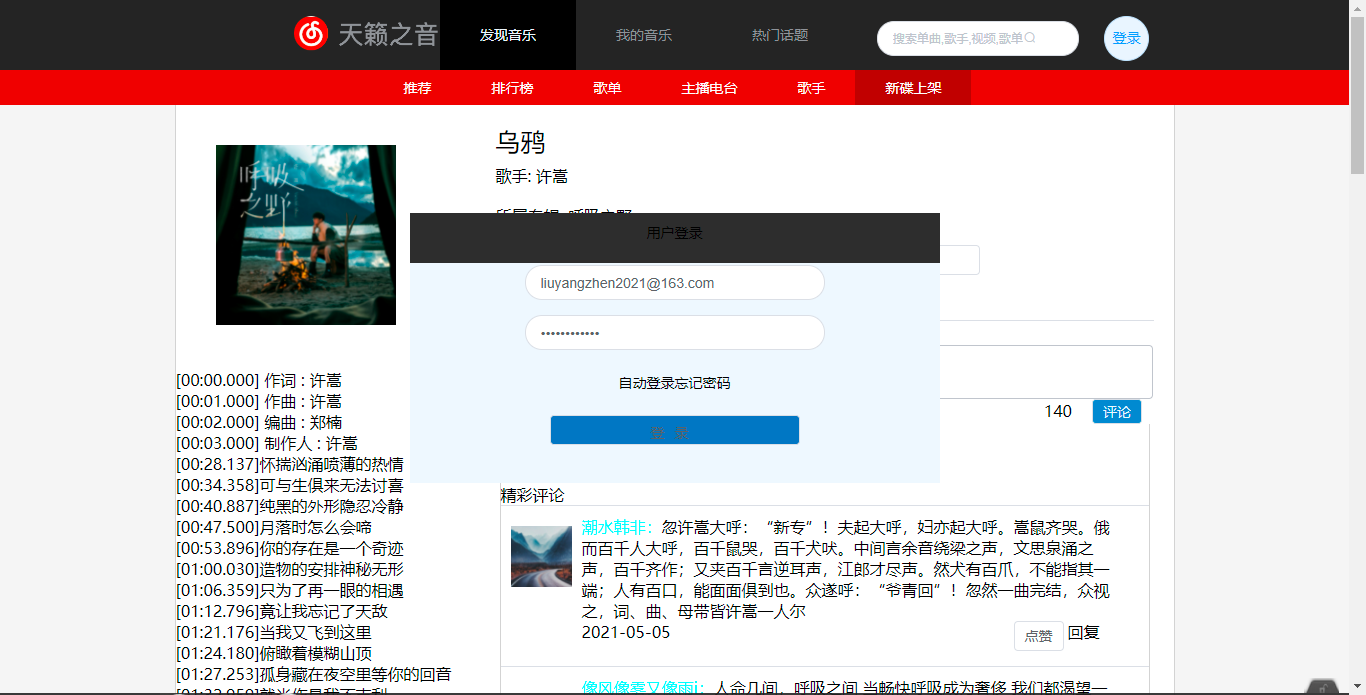 天籁之音
发现音乐
我的音乐
热门话题
搜索单曲,歌手,视频,歌单
登录
推荐
排行榜
歌单
主播电台
歌手
新碟上架
呼吸之野
乌鸦
歌手: 许嵩
所属专辑: 呼吸之野
用户登录
liuyangzhen2021@163.com
••••••••••••
自动登录忘记密码
登 录
140
评论
[00:00.000] 作词 : 许嵩
[00:01.000] 作曲 : 许嵩
[00:02.000] 编曲 : 郑楠
[00:03.000] 制作人 : 许嵩
[00:28.137]怀揣汹涌喷薄的热情
[00:34.358]可与生俱来无法讨喜
[00:40.887]纯黑的外形隐忍冷静
[00:47.500]月落时怎么会啼
[00:53.896]你的存在是一个奇迹
[01:00.030]造物的安排神秘无形
[01:06.359]只为了再一眼的相遇
[01:12.796]竟让我忘记了天敌
[01:21.176]当我又飞到这里
[01:24.180]俯瞰着模糊山顶
[01:27.253]孤身藏在夜空里等你的回音
精彩评论
潮水韩非：忽许嵩大呼：“新专”！夫起大呼，妇亦起大呼。嵩鼠齐哭。俄
而百千人大呼，百千鼠哭，百千犬吠。中间言余音绕梁之声，文思泉涌之
声，百千齐作；又夹百千言逆耳声，江郎才尽声。然犬有百爪，不能指其一
端；人有百口，能面面俱到也。众遂呼：“爷青回”！忽然一曲完结，众视
之，词、曲、母带皆许嵩一人尔
2021-05-05
点赞
回复
像风像雾又像雨i：人命几间，呼吸之间 当畅快呼吸成为奢侈 我们都渴望一